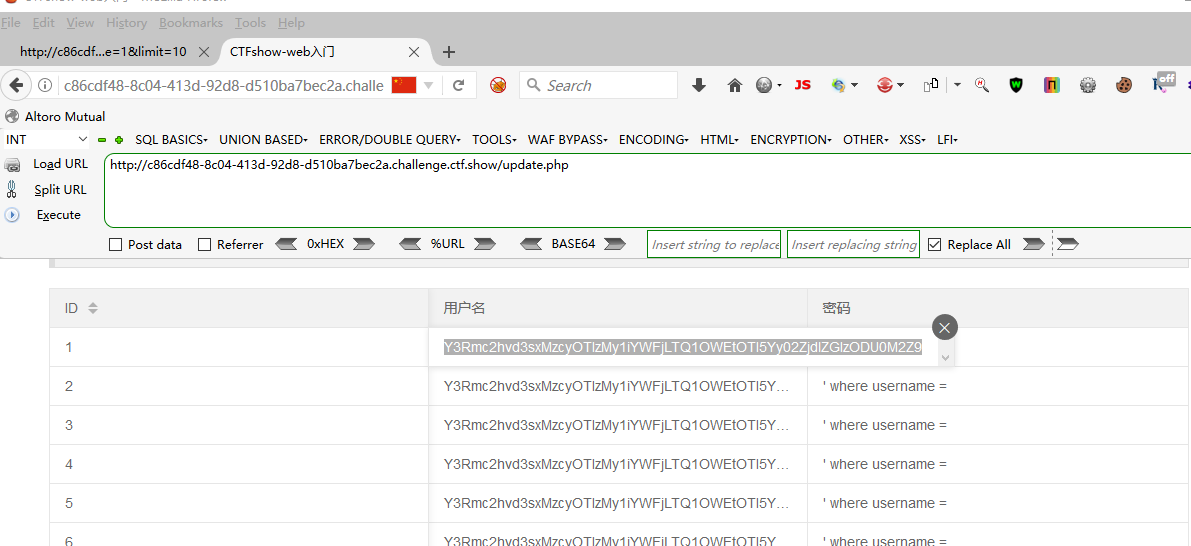 File Edit View History Bookmarks Tools Help
http://c86cdf...e=1&limit=10 CTFshow-web入门
c86cdf48-8c04-413d-92d8-d510ba7bec2a.challe Search JS off
Altoro Mutual
INT SQL BASICS UNION BASED ERROR/DOUBLE QUERY TOOLS WAF BYPASS ENCODING HTML ENCRYPTION OTHER XSS LFI
Load URL http://c86cdf48-8c04-413d-92d8-d510ba7bec2a.challenge.ctf.show/update.php
Split URL
Execute
Post data Referrer 0xHEX %URL BASE64 Insert string to replace Insert replacing string Replace All
ID 用户名 密码
1 Y3Rmc2hvd3sxMzcyOTIzMy1iYWFjLTQ1OWEtOTI5Yy02ZjdlZGIzODU0M2Z9
2 Y3Rmc2hvd3sxMzcyOTIzMy1iYWFjLTQ1OWEtOTI5Y... ' where username =
3 Y3Rmc2hvd3sxMzcyOTIzMy1iYWFjLTQ1OWEtOTI5Y... ' where username =
4 Y3Rmc2hvd3sxMzcyOTIzMy1iYWFjLTQ1OWEtOTI5Y... ' where username =
5 Y3Rmc2hvd3sxMzcyOTIzMy1iYWFjLTQ1OWEtOTI5Y... ' where username =
6 Y3Rmc2hvd3sxMzcyOTIzMy1iYWFjLTQ1OWEtOTI5Y... ' where username =